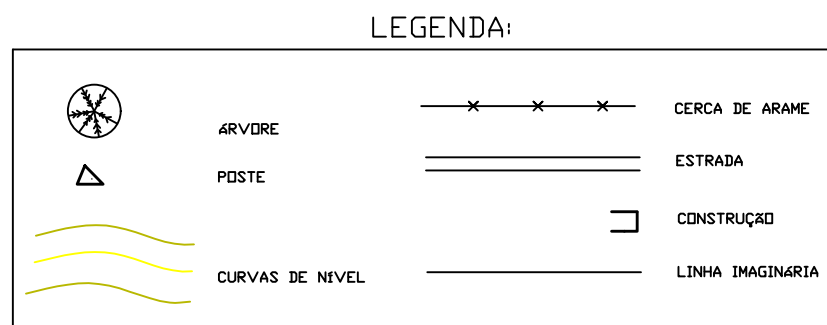 LEGENDA:
ÁRVORE
POSTE
CURVAS DE NÍVEL
CERCA DE ARAME
ESTRADA
CONSTRUÇÃO
LINHA IMAGINÁRIA